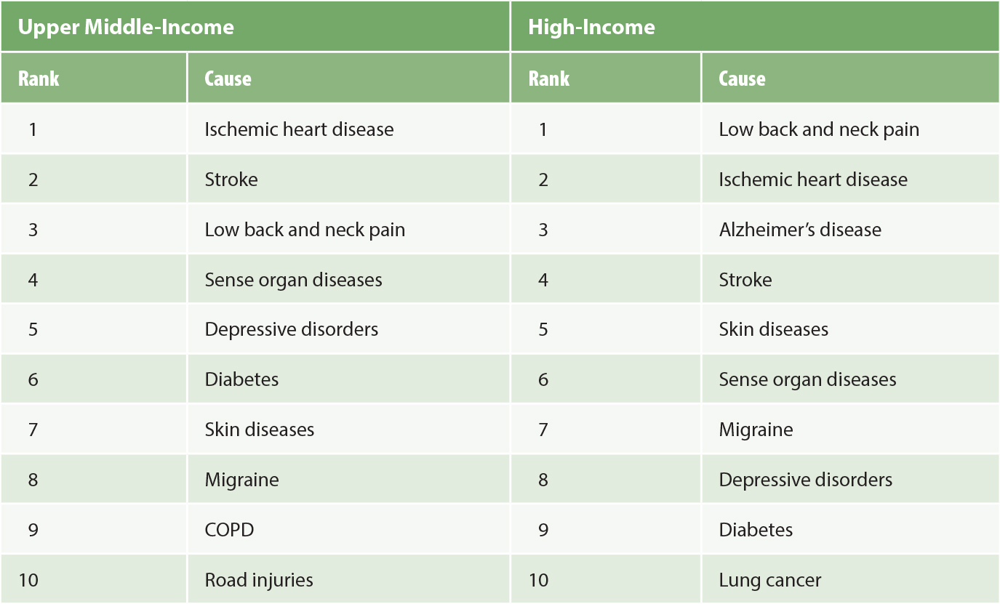 Upper Middle-Income High-Income
Rank Cause Rank Cause
1 Ischemic heart disease 1 Low back and neck pain
2 Stroke 2 Ischemic heart disease
3 Low back and neck pain 3 Alzheimer’s disease
4 Sense organ diseases 4 Stroke
5 Depressive disorders 5 Skin diseases
6 Diabetes 6 Sense organ diseases
7 Skin diseases 7 Migraine
8 Migraine 8 Depressive disorders
9 COPD 9 Diabetes
10 Road injuries 10 Lung cancer